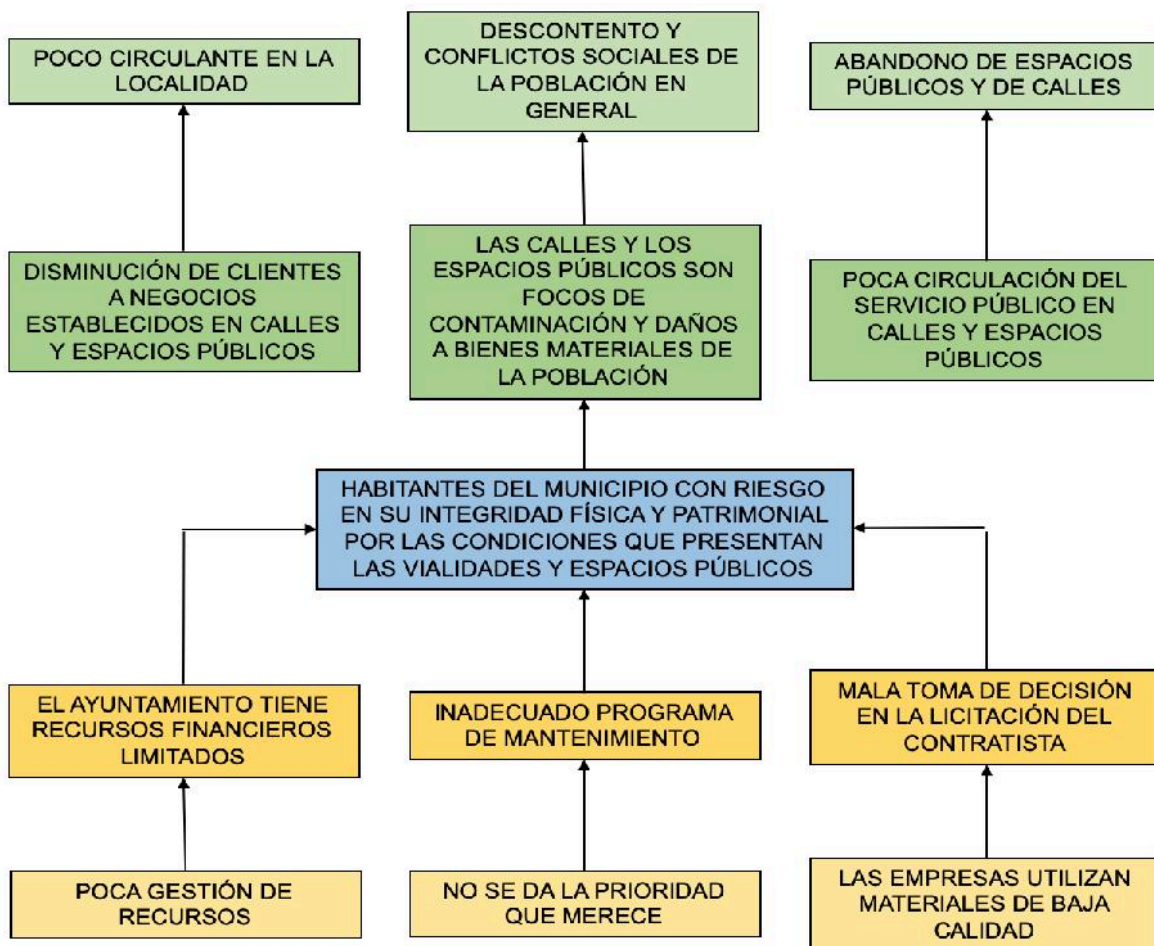 POCO CIRCULANTE EN LA
LOCALIDAD
DESCONTENTO Y
CONFLICTOS SOCIALES DE
LA POBLACIÓN EN
GENERAL
ABANDONO DE ESPACIOS
PÚBLICOS Y DE CALLES
DISMINUCIÓN DE CLIENTES
A NEGOCIOS
ESTABLECIDOS EN CALLES
Y ESPACIOS PÚBLICOS
LAS CALLES Y LOS
ESPACIOS PÚBLICOS SON
FOCOS DE
CONTAMINACIÓN Y DAÑOS
A BIENES MATERIALES DE
LA POBLACIÓN
POCA CIRCULACIÓN DEL
SERVICIO PÚBLICO EN
CALLES Y ESPACIOS
PÚBLICOS
HABITANTES DEL MUNICIPIO CON RIESGO
EN SU INTEGRIDAD FÍSICA Y PATRIMONIAL
POR LAS CONDICIONES QUE PRESENTAN
LAS VIALIDADES Y ESPACIOS PÚBLICOS
EL AYUNTAMIENTO TIENE
RECURSOS FINANCIEROS
LIMITADOS
INADECUADO PROGRAMA
DE MANTENIMIENTO
MALA TOMA DE DECISIÓN
EN LA LICITACIÓN DEL
CONTRATISTA
POCA GESTIÓN DE
RECURSOS
NO SE DA LA PRIORIDAD
QUE MERECE
LAS EMPRESAS UTILIZAN
MATERIALES DE BAJA
CALIDAD